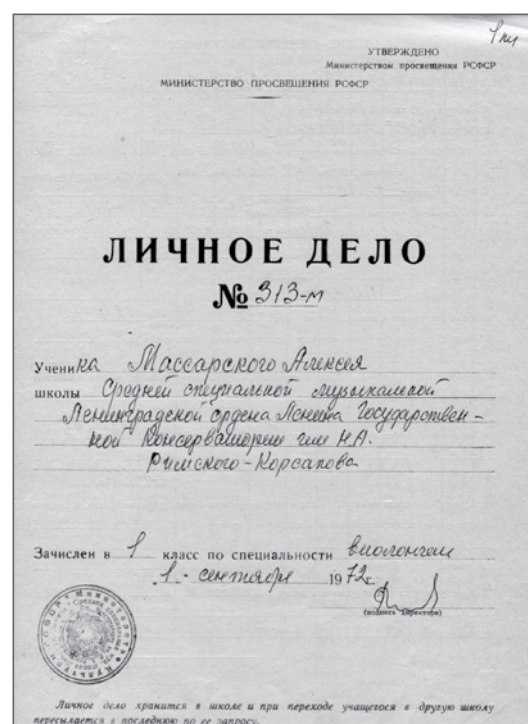 УТВЕРЖДЕНО
Министерством просвещения РСФСР
МИНИСТЕРСТВО ПРОСВЕЩЕНИЯ РСФСР
ЛИЧНОЕ ДЕЛО
№ 313-м
Ученика Массарского Алексея
школы Средней специальной музыкальной
Ленинградской ордена Ленина Государствен-
ной Консерватории им Н.А.
Римского-Корсакова
Зачислен в 1 класс по специальности виолончели
„1" сентября 1972г.
(подпись директора)
Личное дело хранится в школе и при переходе учащегося в другую школу
пересылается в последнюю по ее запросу.